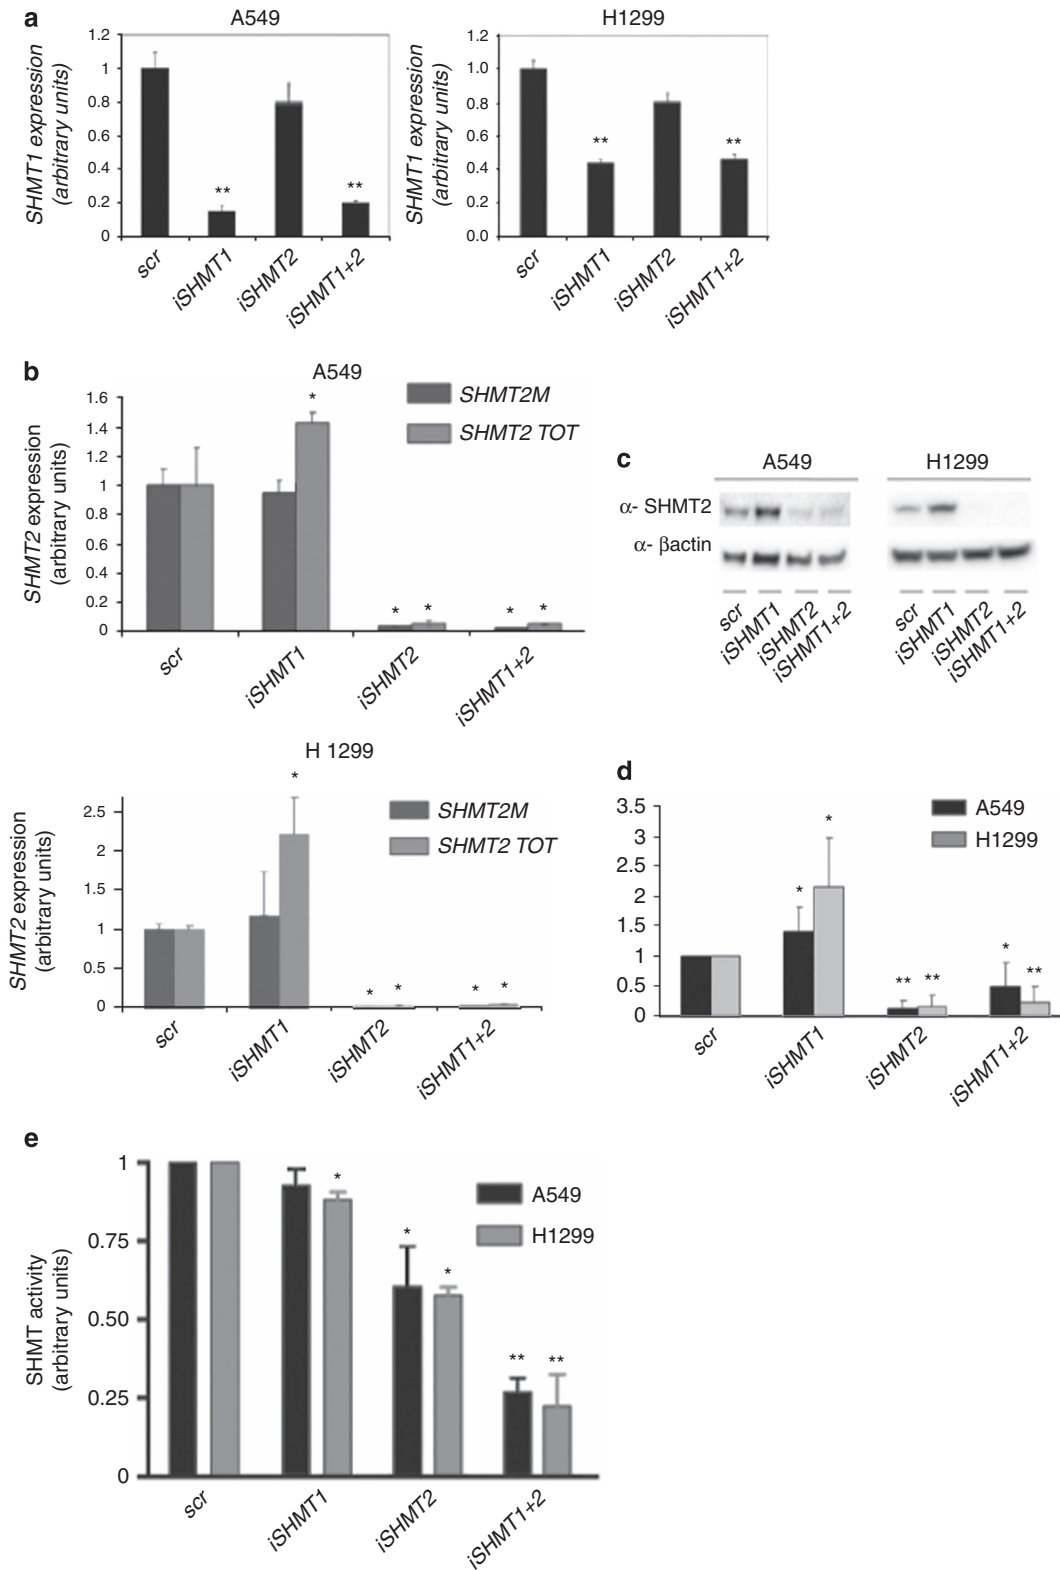 a
A549
SHMT1 expression
(arbitrary units)
1.2
1
0.8
0.6
0.4
0.2
0
**
**
scr
iSHMT1
iSHMT2
iSHMT1+2
H1299
SHMT1 expression
(arbitrary units)
1.2
1.0
0.8
0.6
0.4
0.2
0.0
**
**
scr
iSHMT1
iSHMT2
iSHMT1+2
b
A549
SHMT2 expression
(arbitrary units)
1.6
1.4
1.2
1
0.8
0.6
0.4
0.2
0
*
* *
* *
SHMT2M
SHMT2 TOT
scr
iSHMT1
iSHMT2
iSHMT1+2
H 1299
SHMT2 expression
(arbitrary units)
2.5
2
1.5
1
0.5
0
*
* *
* *
SHMT2M
SHMT2 TOT
scr
iSHMT1
iSHMT2
iSHMT1+2
c
A549 H1299
α- SHMT2
α- βactin
scr
iSHMT1
iSHMT2
iSHMT1+2
scr
iSHMT1
iSHMT2
iSHMT1+2
d
3.5
3
2.5
2
1.5
1
0.5
0
* *
** **
* **
A549
H1299
scr
iSHMT1
iSHMT2
iSHMT1+2
e
SHMT activity
(arbitrary units)
1
0.75
0.50
0.25
0
*
* *
** **
A549
H1299
scr
iSHMT1
iSHMT2
iSHMT1+2